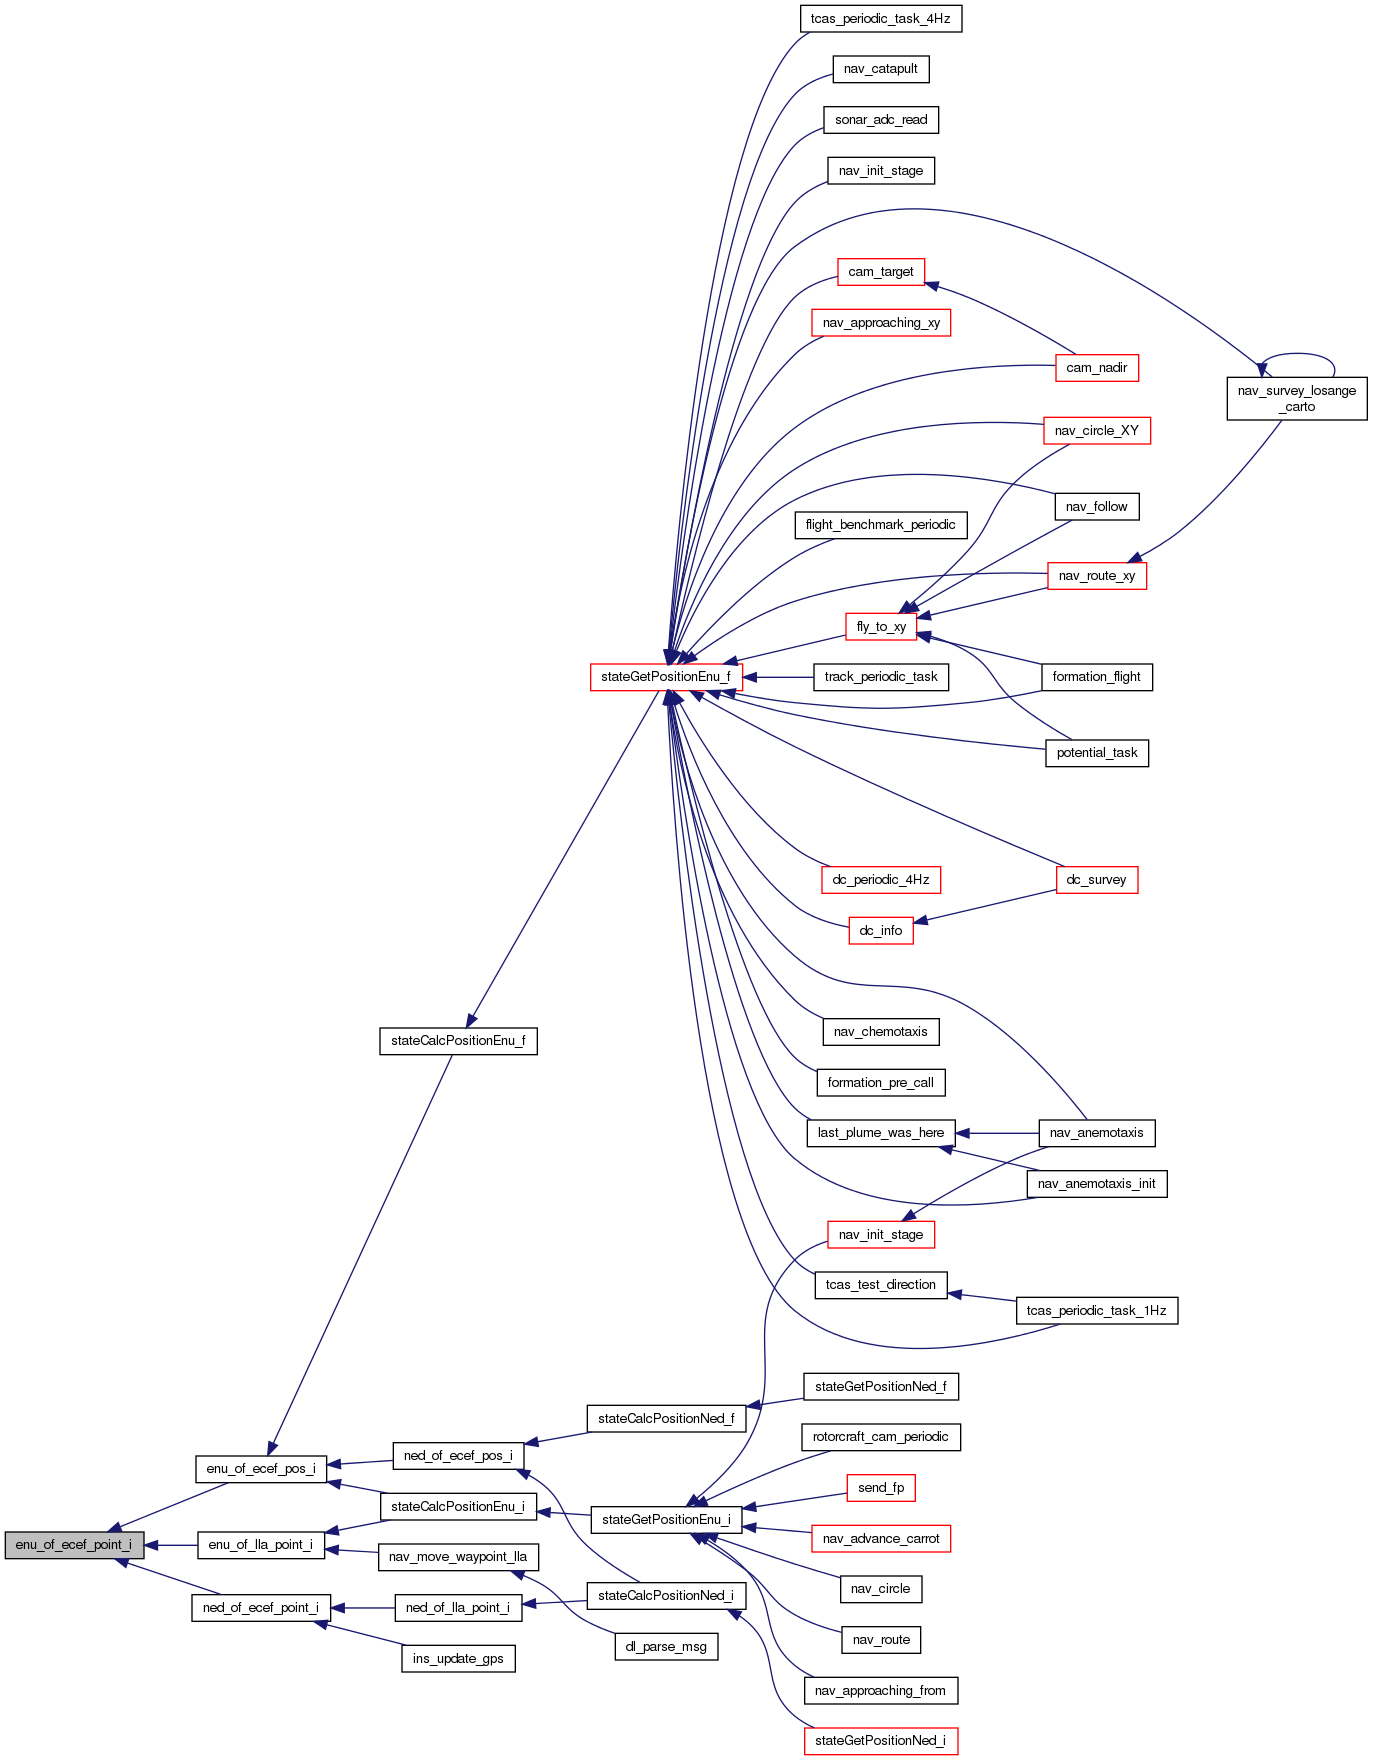 tcas_periodic_task_4Hz
nav_catapult
sonar_adc_read
nav_init_stage
cam_target
nav_approaching_xy
cam_nadir
nav_survey_losange
_carto
nav_circle_XY
nav_follow
flight_benchmark_periodic
nav_route_xy
fly_to_xy
stateGetPositionEnu_f
track_periodic_task
formation_flight
potential_task
dc_periodic_4Hz
dc_survey
dc_info
nav_chemotaxis
stateCalcPositionEnu_f
formation_pre_call
last_plume_was_here
nav_anemotaxis
nav_anemotaxis_init
nav_init_stage
tcas_test_direction
tcas_periodic_task_1Hz
stateGetPositionNed_f
stateCalcPositionNed_f
rotorcraft_cam_periodic
enu_of_ecef_pos_i
ned_of_ecef_pos_i
send_fp
stateCalcPositionEnu_i
stateGetPositionEnu_i
enu_of_ecef_point_i
enu_of_lla_point_i
nav_advance_carrot
nav_move_waypoint_lla
nav_circle
stateCalcPositionNed_i
ned_of_ecef_point_i
ned_of_lla_point_i
nav_route
dl_parse_msg
ins_update_gps
nav_approaching_from
stateGetPositionNed_i